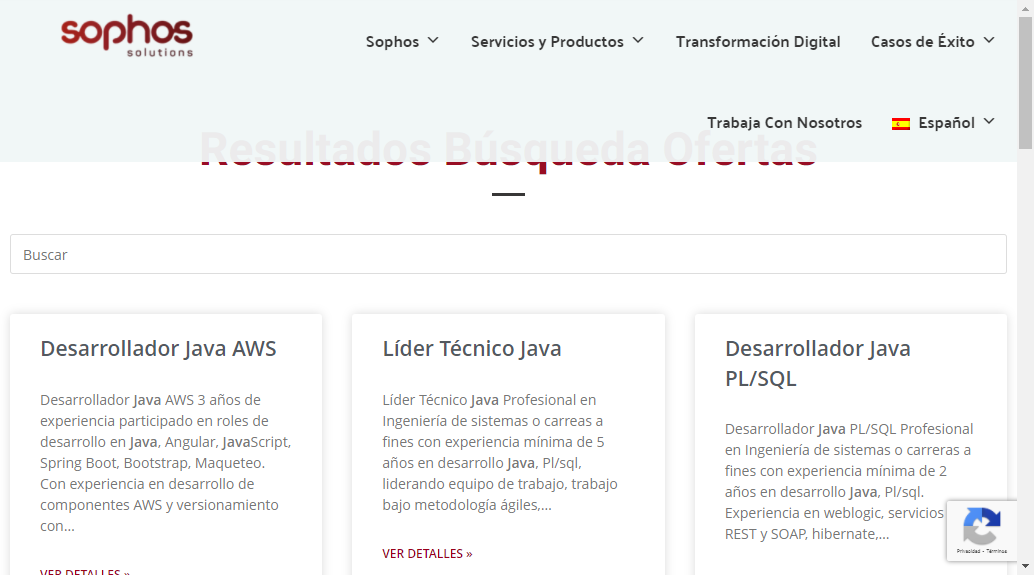 sophos
solutions
Sophos
Servicios y Productos
Transformación Digital
Casos de Éxito
Trabaja Con Nosotros
Español
Resultados Búsqueda Ofertas
Buscar
Desarrollador Java AWS
Desarrollador Java AWS 3 años de
experiencia participado en roles de
desarrollo en Java, Angular, JavaScript,
Spring Boot, Bootstrap, Maqueteo.
Con experiencia en desarrollo de
componentes AWS y versionamiento
con...
VER DETALLES »
Líder Técnico Java
Líder Técnico Java Profesional en
Ingeniería de sistemas o carreas a
fines con experiencia mínima de 5
años en desarrollo Java, Pl/sql,
liderando equipo de trabajo, trabajo
bajo metodología ágiles,...
VER DETALLES »
Desarrollador Java
PL/SQL
Desarrollador Java PL/SQL Profesional
en Ingeniería de sistemas o carreras a
fines con experiencia mínima de 2
años en desarrollo Java, Pl/sql.
Experiencia en weblogic, servicios
REST y SOAP, hibernate,...
Privacidad - Términos